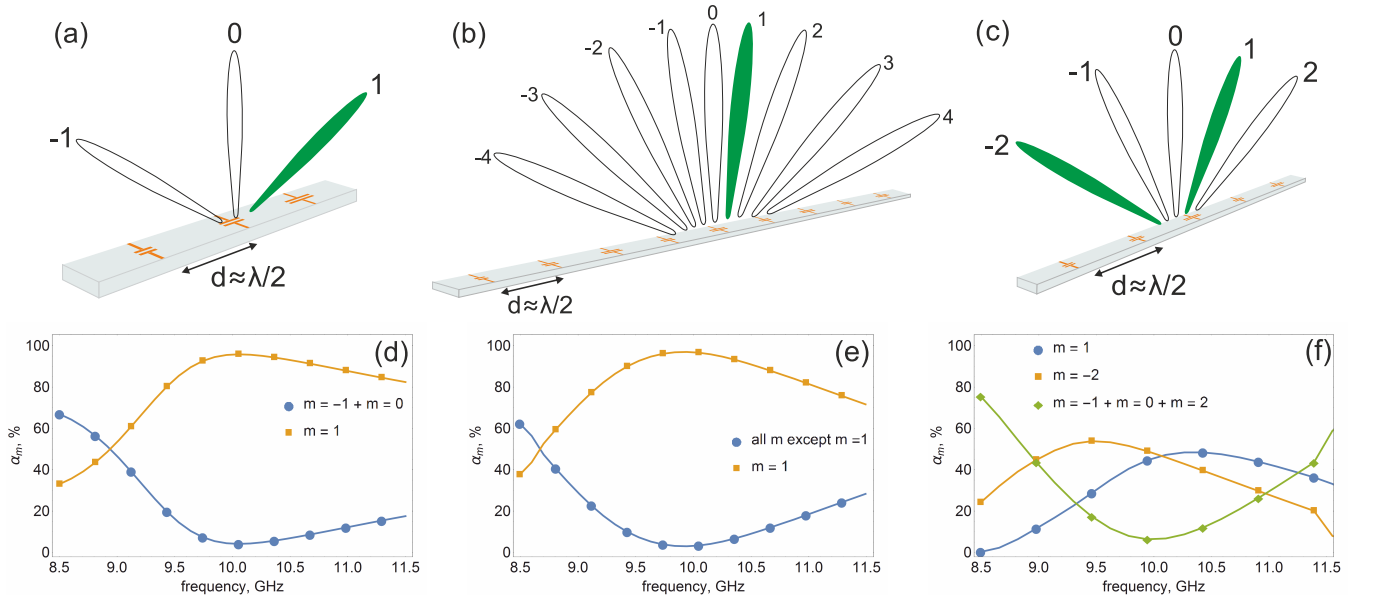 (a)
0
1
-1
d≈λ/2
(b)
0
1
-1
2
-2
3
-3
4
-4
d≈λ/2
(c)
0
1
-1
2
-2
d≈λ/2
(d)
100
80
60
40
20
0
αm, %
m = −1 + m = 0
m = 1
8.5 9.0 9.5 10.0 10.5 11.0 11.5
frequency, GHz
(e)
100
80
60
40
20
0
αm, %
all m except m =1
m = 1
8.5 9.0 9.5 10.0 10.5 11.0 11.5
frequency, GHz
(f)
100
80
60
40
20
0
αm, %
m = 1
m = −2
m = −1 + m = 0 + m = 2
8.5 9.0 9.5 10.0 10.5 11.0 11.5
frequency, GHz